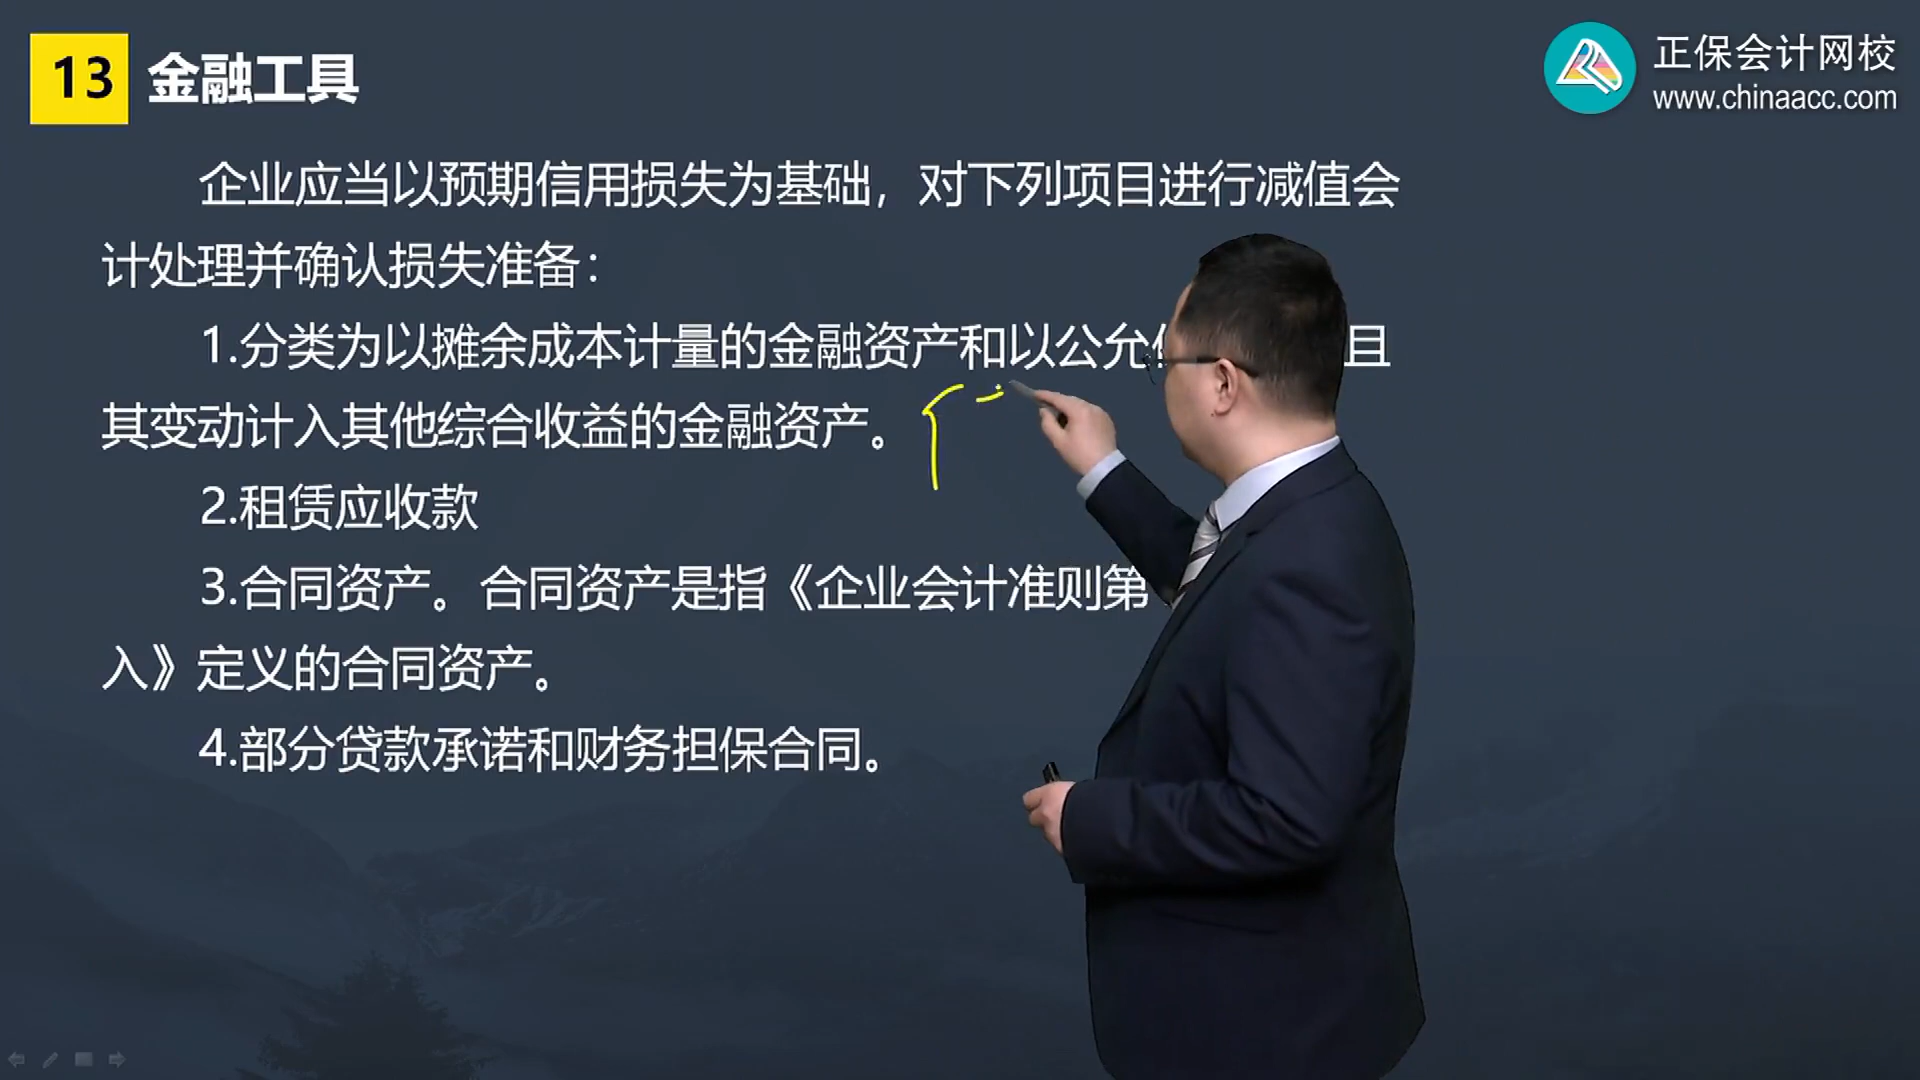 13 金融工具
正保会计网校
www.chinaacc.com
企业应当以预期信用损失为基础，对下列项目进行减值会
计处理并确认损失准备：
1.分类为以摊余成本计量的金融资产和以公允 且
其变动计入其他综合收益的金融资产。
2.租赁应收款
3.合同资产。合同资产是指《企业会计准则第
入》定义的合同资产。
4.部分贷款承诺和财务担保合同。